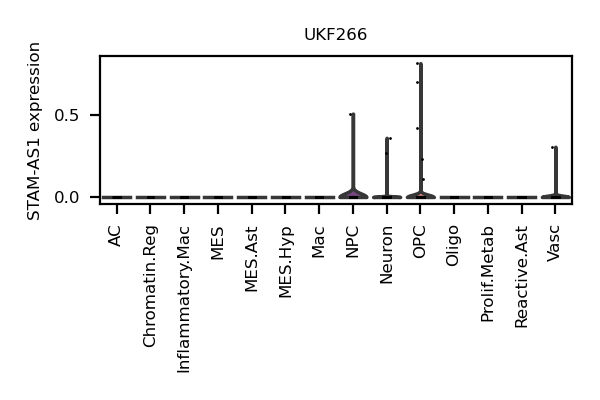 UKF266
STAM-AS1 expression
0.5
0.0
AC
Chromatin.Reg
Inflammatory.Mac
MES
MES.Ast
MES.Hyp
Mac
NPC
Neuron
OPC
Oligo
Prolif.Metab
Reactive.Ast
Vasc